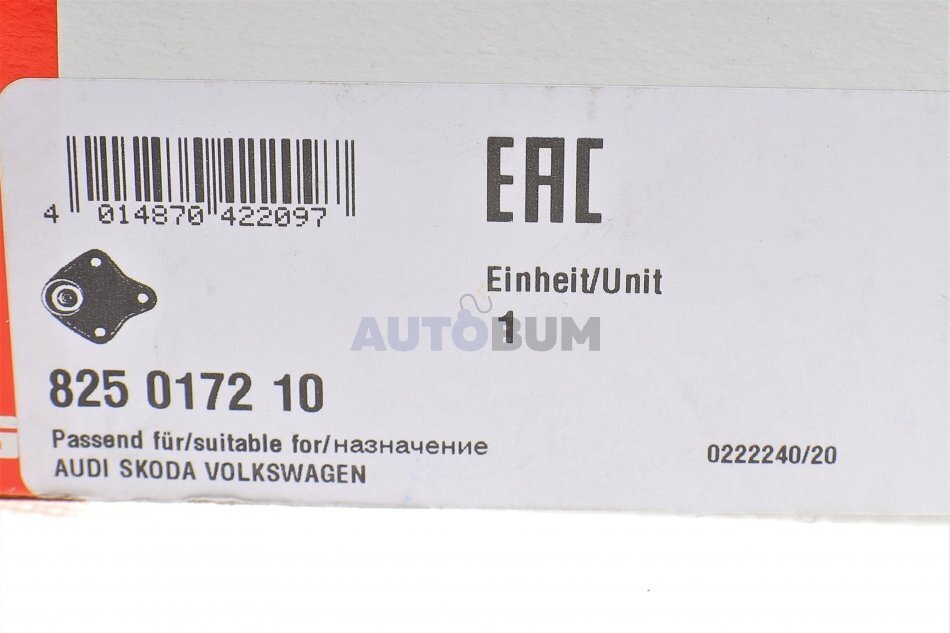 EAC
4 014870 422097
Einheit/Unit
1
AUTOBUM
825 0172 10
Passend für/suitable for/назначение
AUDI SKODA VOLKSWAGEN
0222240/20